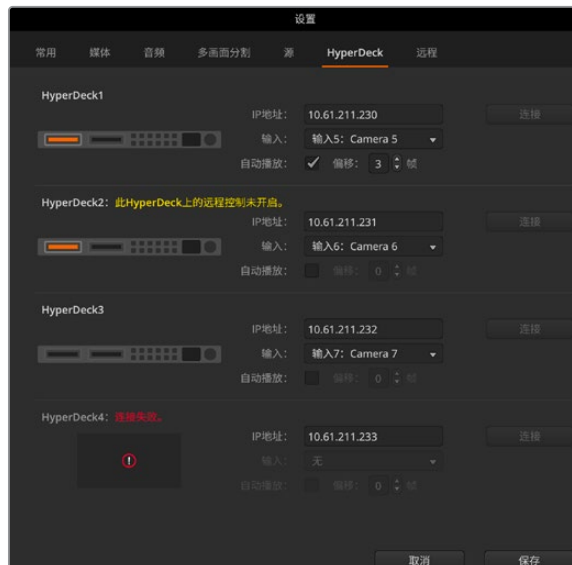 设置
常用 媒体 音频 多画面分割 源 HyperDeck 远程
HyperDeck1
IP地址： 10.61.211.230 连接
输入： 输入5：Camera 5
自动播放： 偏移： 3 帧
HyperDeck2：此HyperDeck上的远程控制未开启。
IP地址： 10.61.211.231 连接
输入： 输入6：Camera 6
自动播放： 偏移： 0 帧
HyperDeck3
IP地址： 10.61.211.232 连接
输入： 输入7：Camera 7
自动播放： 偏移： 0 帧
HyperDeck4：连接失败。
IP地址： 10.61.211.233 连接
输入： 无
自动播放： 偏移： 0 帧
取消 保存